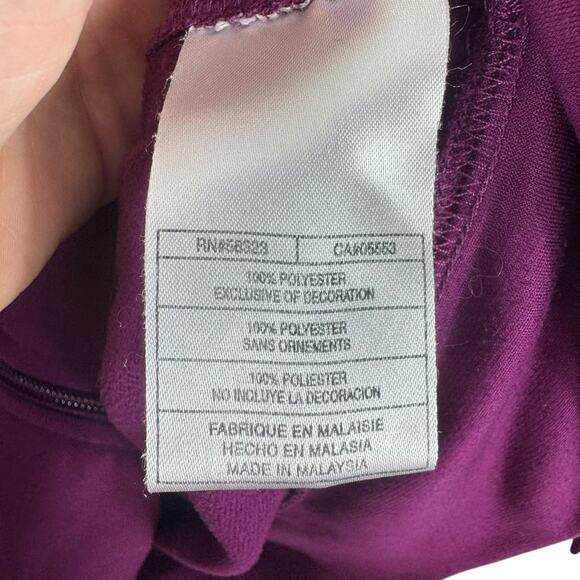 RN#56323 CA#05553
100% POLYESTER
EXCLUSIVE OF DECORATION
100% POLYESTER
SANS ORNEMENTS
100% POLIESTER
NO INCLUYE LA DECORACION
FABRIQUE EN MALAISIE
HECHO EN MALASIA
MADE IN MALAYSIA